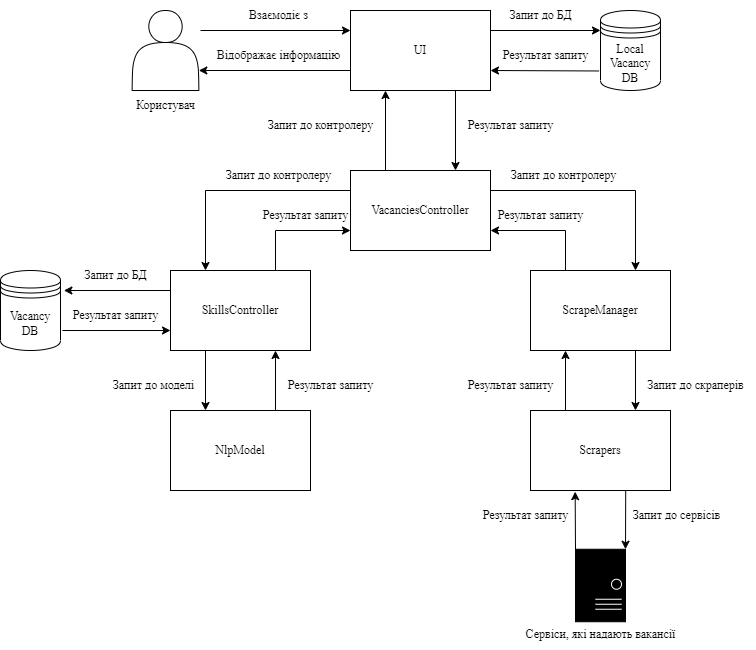 Взаємодіє з
Запит до БД
UI
Відображає інформацію
Результат запиту
Local
Vacancy
DB
Користувач
Запит до контролеру
Результат запиту
Запит до контролеру
Запит до контролеру
VacanciesController
Результат запиту
Результат запиту
Запит до БД
SkillsController
ScrapeManager
Vacancy
DB
Результат запиту
Запит до моделі
Результат запиту
Результат запиту
Запит до скраперів
NlpModel
Scrapers
Результат запиту
Запит до сервісів
Сервіси, які надають вакансії